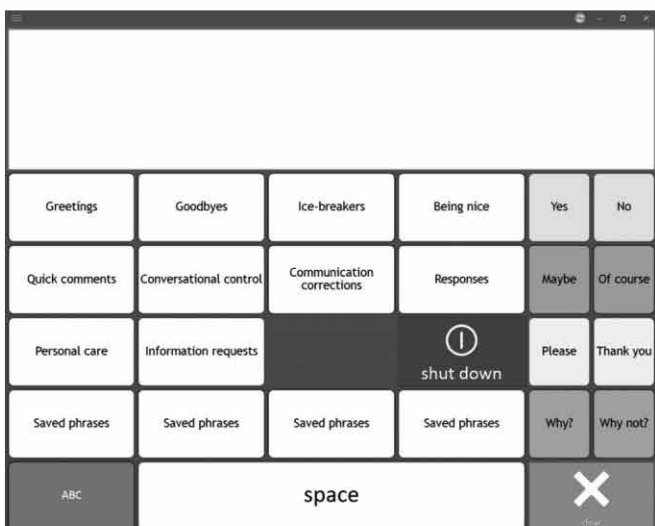 Greetings Goodbyes Ice-breakers Being nice Yes No
Quick comments Conversational control Communication corrections Responses Maybe Of course
Personal care Information requests shut down Please Thank you
Saved phrases Saved phrases Saved phrases Saved phrases Why? Why not?
ABC space clear